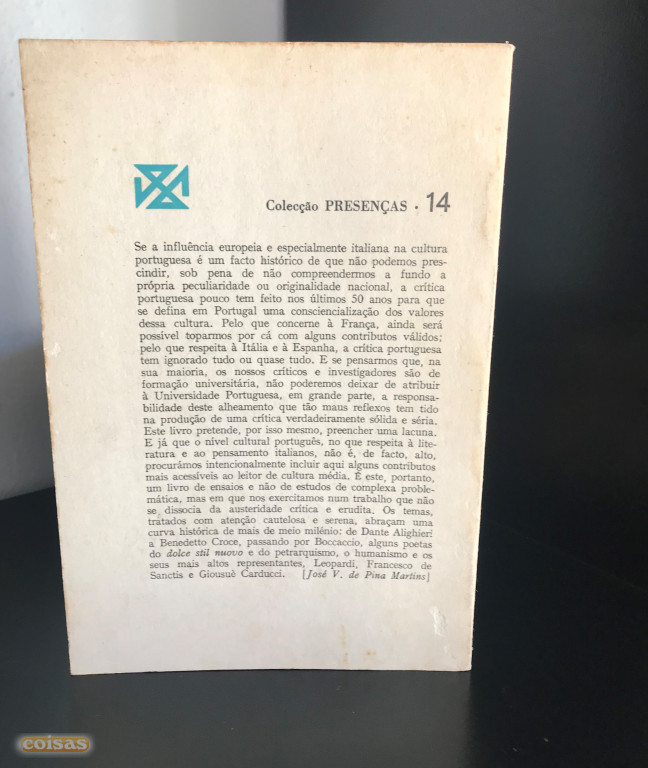 Colecção PRESENÇAS · 14
Se a influência europeia e especialmente italiana na cultura
portuguesa é um facto histórico de que não podemos pres-
cindir, sob pena de não compreendermos a fundo a
própria peculiaridade ou originalidade nacional, a crítica
portuguesa pouco tem feito nos últimos 50 anos para que
se defina em Portugal uma consciencialização dos valores
dessa cultura. Pelo que concerne à França, ainda será
possível toparmos por cá com alguns contributos válidos;
pelo que respeita à Itália e à Espanha, a crítica portuguesa
tem ignorado tudo ou quase tudo. E se pensarmos que, na
sua maioria, os nossos críticos e investigadores são de
formação universitária, não poderemos deixar de atribuir
à Universidade Portuguesa, em grande parte, a responsa-
bilidade deste alheamento que tão maus reflexos tem tido
na produção de uma crítica verdadeiramente sólida e séria.
Este livro pretende, por isso mesmo, preencher uma lacuna.
E já que o nível cultural português, no que respeita à lite-
ratura e ao pensamento italianos, não é, de facto, alto,
procurámos intencionalmente incluir aqui alguns contributos
mais acessíveis ao leitor de cultura média. É este, portanto,
um livro de ensaios e não de estudos de complexa proble-
mática, mas em que nos exercitamos num trabalho que não
se dissocia da austeridade crítica e erudita. Os temas,
tratados com atenção cautelosa e serena, abraçam uma
curva histórica de mais de meio milénio: de Dante Alighieri
a Benedetto Croce, passando por Boccaccio, alguns poetas
do dolce stil nuovo e do petrarquismo, o humanismo e os
seus mais altos representantes, Leopardi, Francesco de
Sanctis e Giousuè Carducci. [José V. de Pina Martins]
coisas